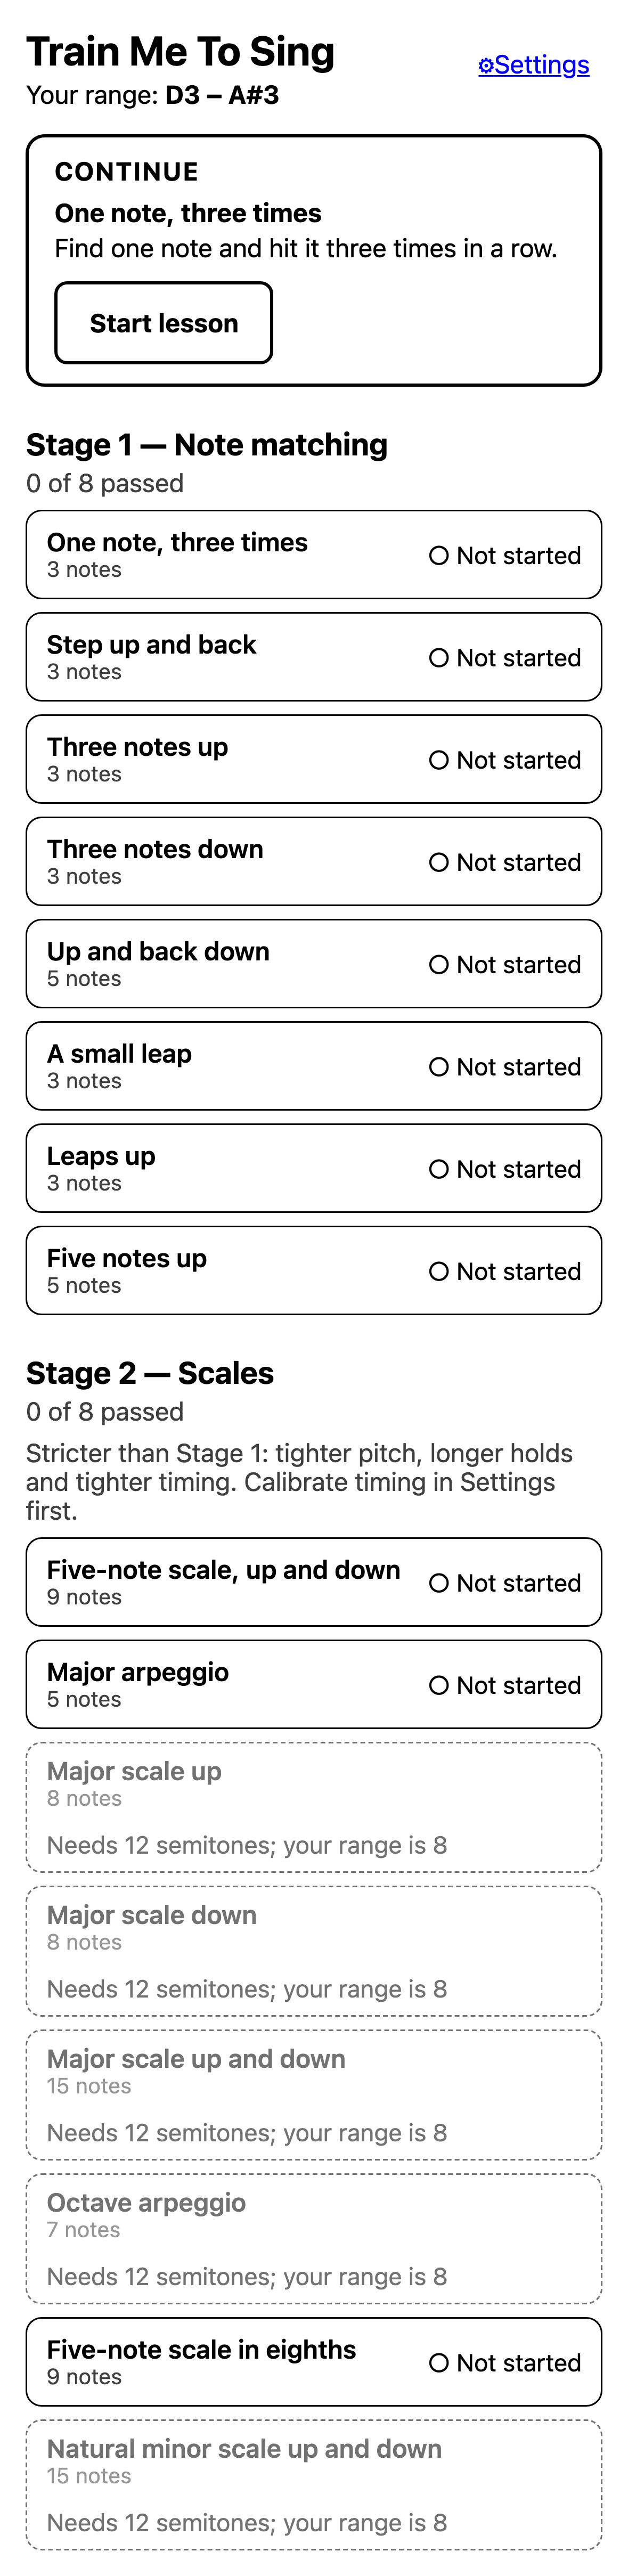 Train Me To Sing
⚙Settings
Your range: D3 – A#3
CONTINUE
One note, three times
Find one note and hit it three times in a row.
Start lesson
Stage 1 — Note matching
0 of 8 passed
One note, three times
3 notes
Not started
Step up and back
3 notes
Not started
Three notes up
3 notes
Not started
Three notes down
3 notes
Not started
Up and back down
5 notes
Not started
A small leap
3 notes
Not started
Leaps up
3 notes
Not started
Five notes up
5 notes
Not started
Stage 2 — Scales
0 of 8 passed
Stricter than Stage 1: tighter pitch, longer holds
and tighter timing. Calibrate timing in Settings
first.
Five-note scale, up and down
9 notes
Not started
Major arpeggio
5 notes
Not started
Major scale up
8 notes
Needs 12 semitones; your range is 8
Major scale down
8 notes
Needs 12 semitones; your range is 8
Major scale up and down
15 notes
Needs 12 semitones; your range is 8
Octave arpeggio
7 notes
Needs 12 semitones; your range is 8
Five-note scale in eighths
9 notes
Not started
Natural minor scale up and down
15 notes
Needs 12 semitones; your range is 8